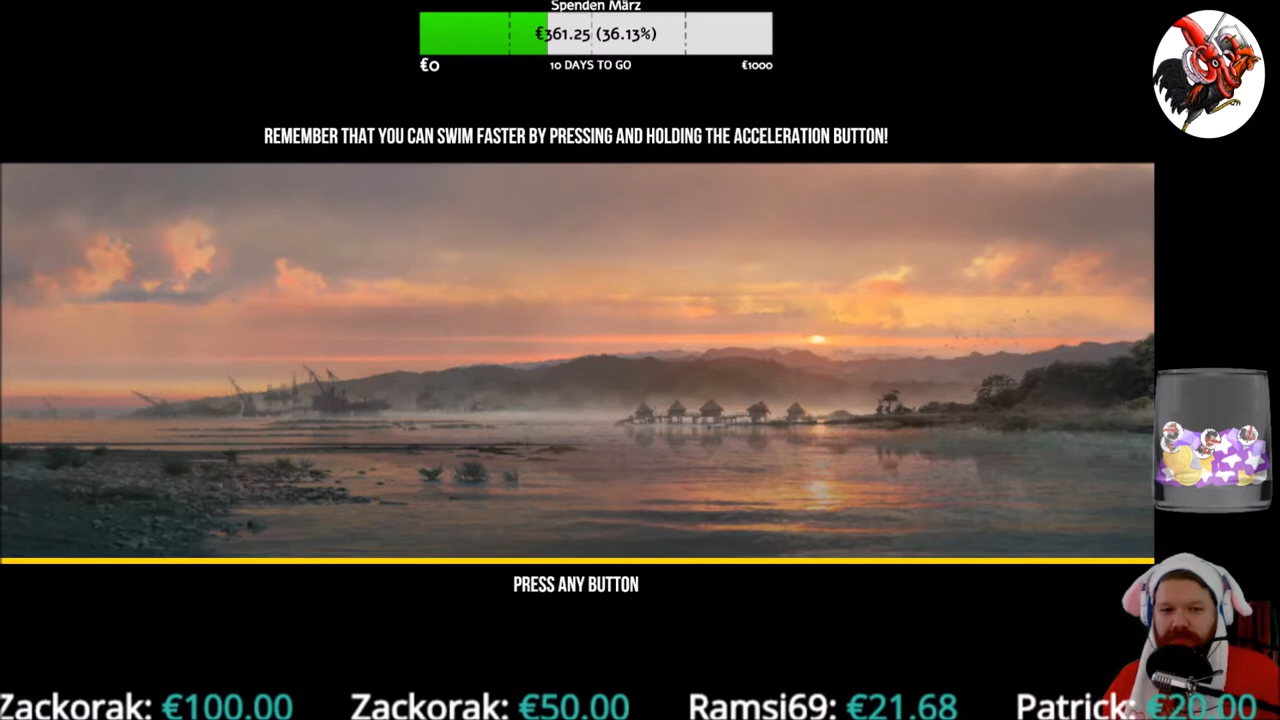 Spenden März
€361.25 (36.13%)
€0 10 DAYS TO GO €1000
REMEMBER THAT YOU CAN SWIM FASTER BY PRESSING AND HOLDING THE ACCELERATION BUTTON!
PRESS ANY BUTTON
Zackorak: €100.00 Zackorak: €50.00 Ramsi69: €21.68 Patrick: €20.00